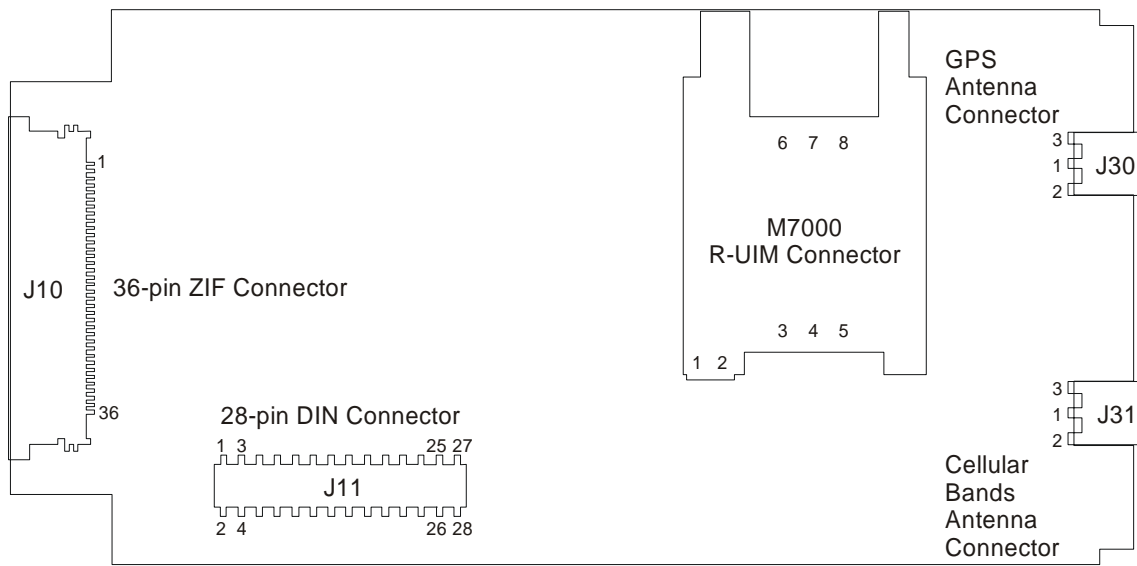 GPS
Antenna
Connector
3
1
2
J30
6 7 8
M7000
R-UIM Connector
3 4 5
1 2
1
J10
36-pin ZIF Connector
36
28-pin DIN Connector
1 3 25 27
J11
2 4 26 28
3
1
2
J31
Cellular
Bands
Antenna
Connector